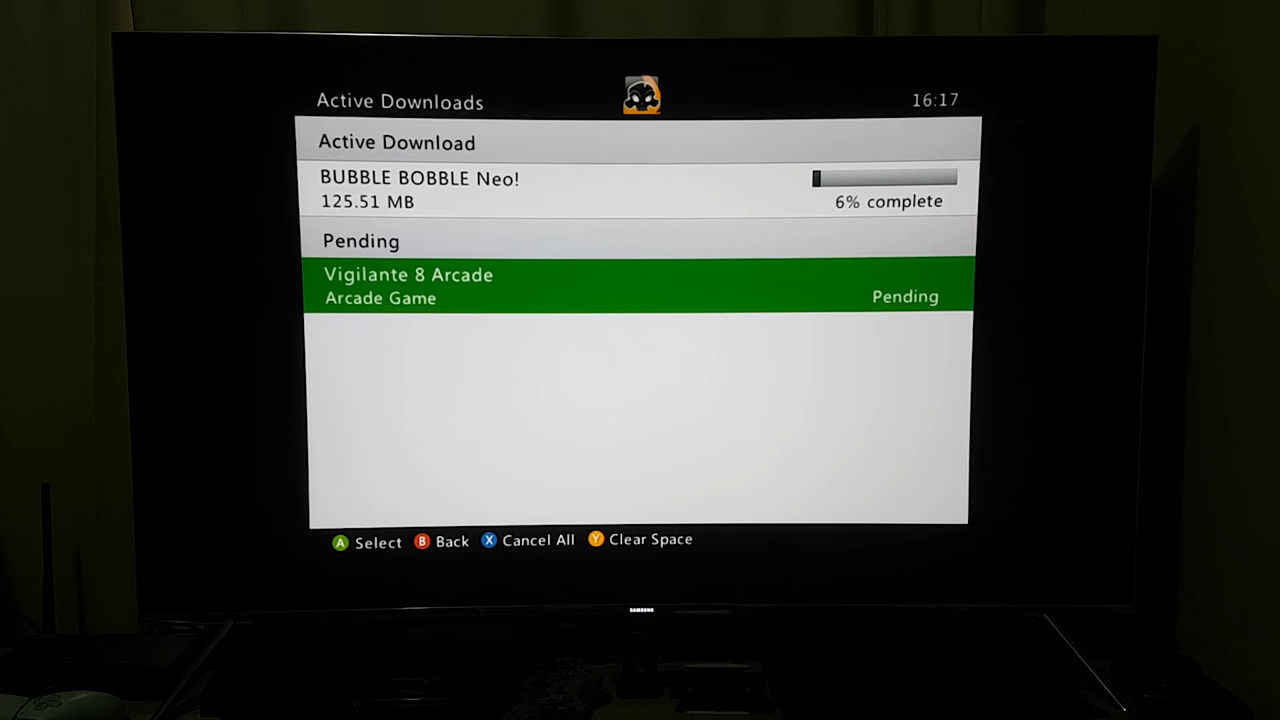 Active Downloads
16:17
Active Download
BUBBLE BOBBLE Neo!
125.51 MB
6% complete
Pending
Vigilante 8 Arcade
Arcade Game
Pending
A Select B Back X Cancel All Y Clear Space
SAMSUNG